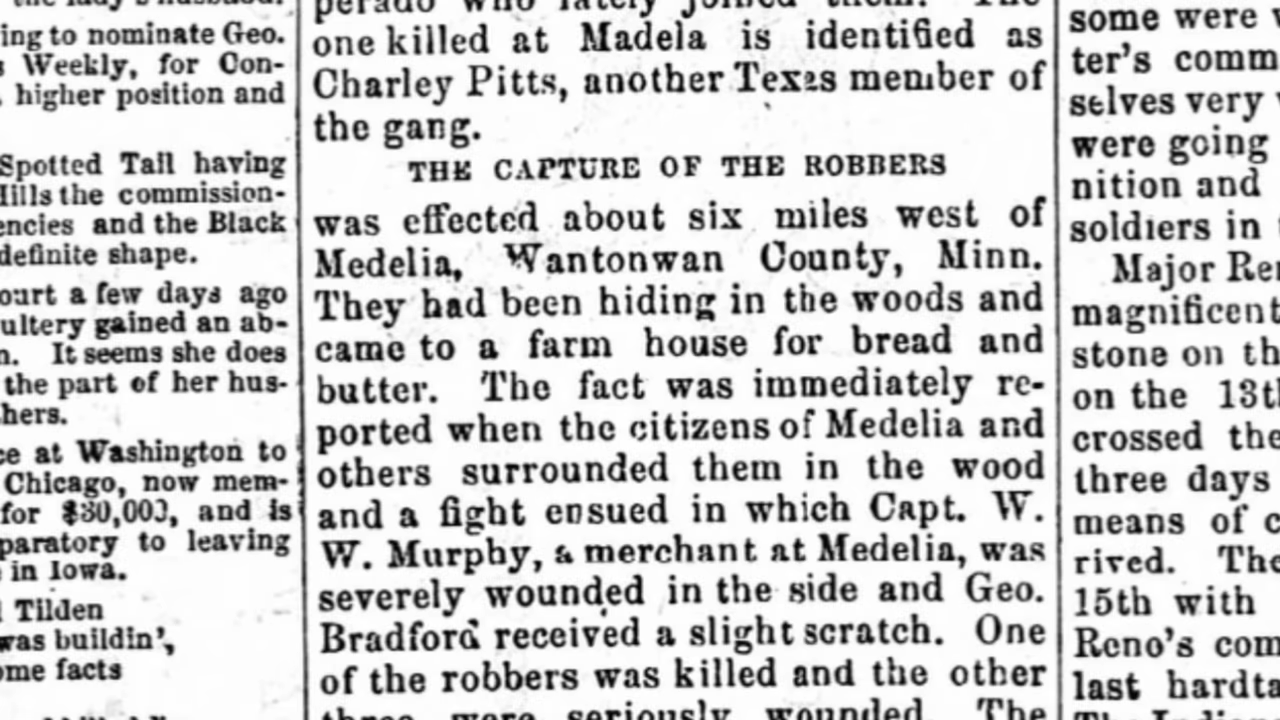 ing to nominate Geo.
Weekly, for Con-
higher position and
Spotted Tail having
Hills the commission-
encies and the Black
definite shape.
ourt a few days ago
ultery gained an ab-
n. It seems she does
the part of her hus-
hers.
ce at Washington to
Chicago, now mem-
for $30,000, and is
paratory to leaving
in Iowa.
Tilden
was buildin',
ome facts
perado who lately joined them. The
one killed at Madela is identified as
Charley Pitts, another Texas member of
the gang.
THE CAPTURE OF THE ROBBERS
was effected about six miles west of
Medelia, Wantonwan County, Minn.
They had been hiding in the woods and
came to a farm house for bread and
butter. The fact was immediately re-
ported when the citizens of Medelia and
others surrounded them in the wood
and a fight ensued in which Capt. W.
W. Murphy, a merchant at Medelia, was
severely wounded in the side and Geo.
Bradford received a slight scratch. One
of the robbers was killed and the other
three were seriously wounded. The
some were
ter's comm
selves very
were going
nition and
soldiers in
Major Ren
magnificent
stone on th
on the 13th
crossed the
three days
means of c
rived. The
15th with
Reno's com
last hardta